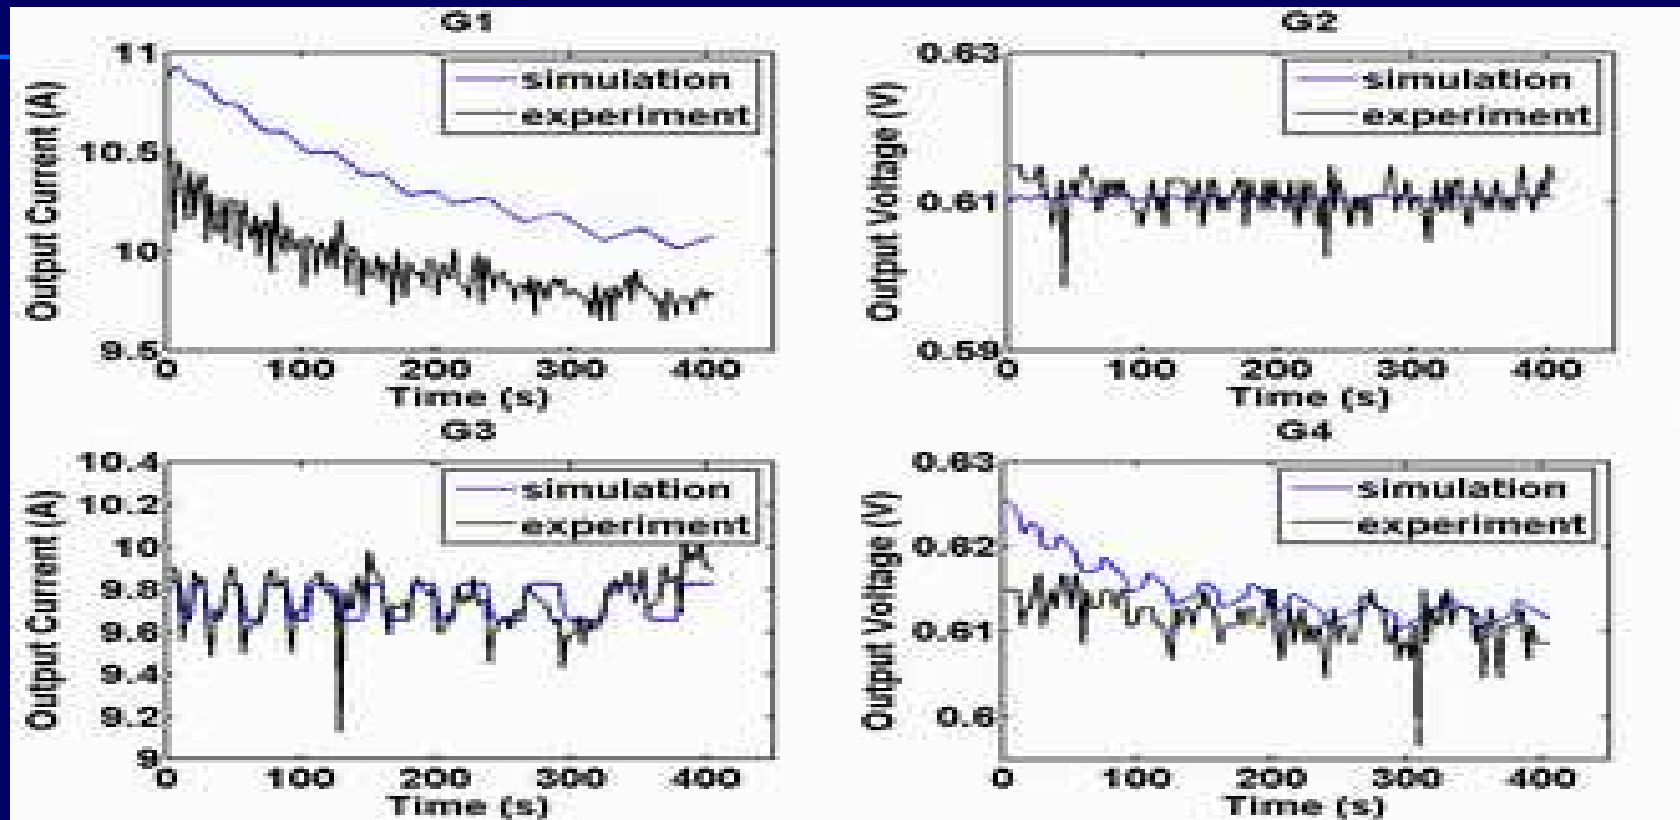 G1
11
10.5
10
9.5
Output Current (A)
simulation
experiment
0 100 200 300 400
Time (s)
G2
0.63
0.61
0.59
Output Voltage (V)
simulation
experiment
0 100 200 300 400
Time (s)
G3
10.4
10.2
10
9.8
9.6
9.4
9.2
9
Output Current (A)
simulation
experiment
0 100 200 300 400
Time (s)
G4
0.63
0.62
0.61
0.6
Output Voltage (V)
simulation
experiment
0 100 200 300 400
Time (s)